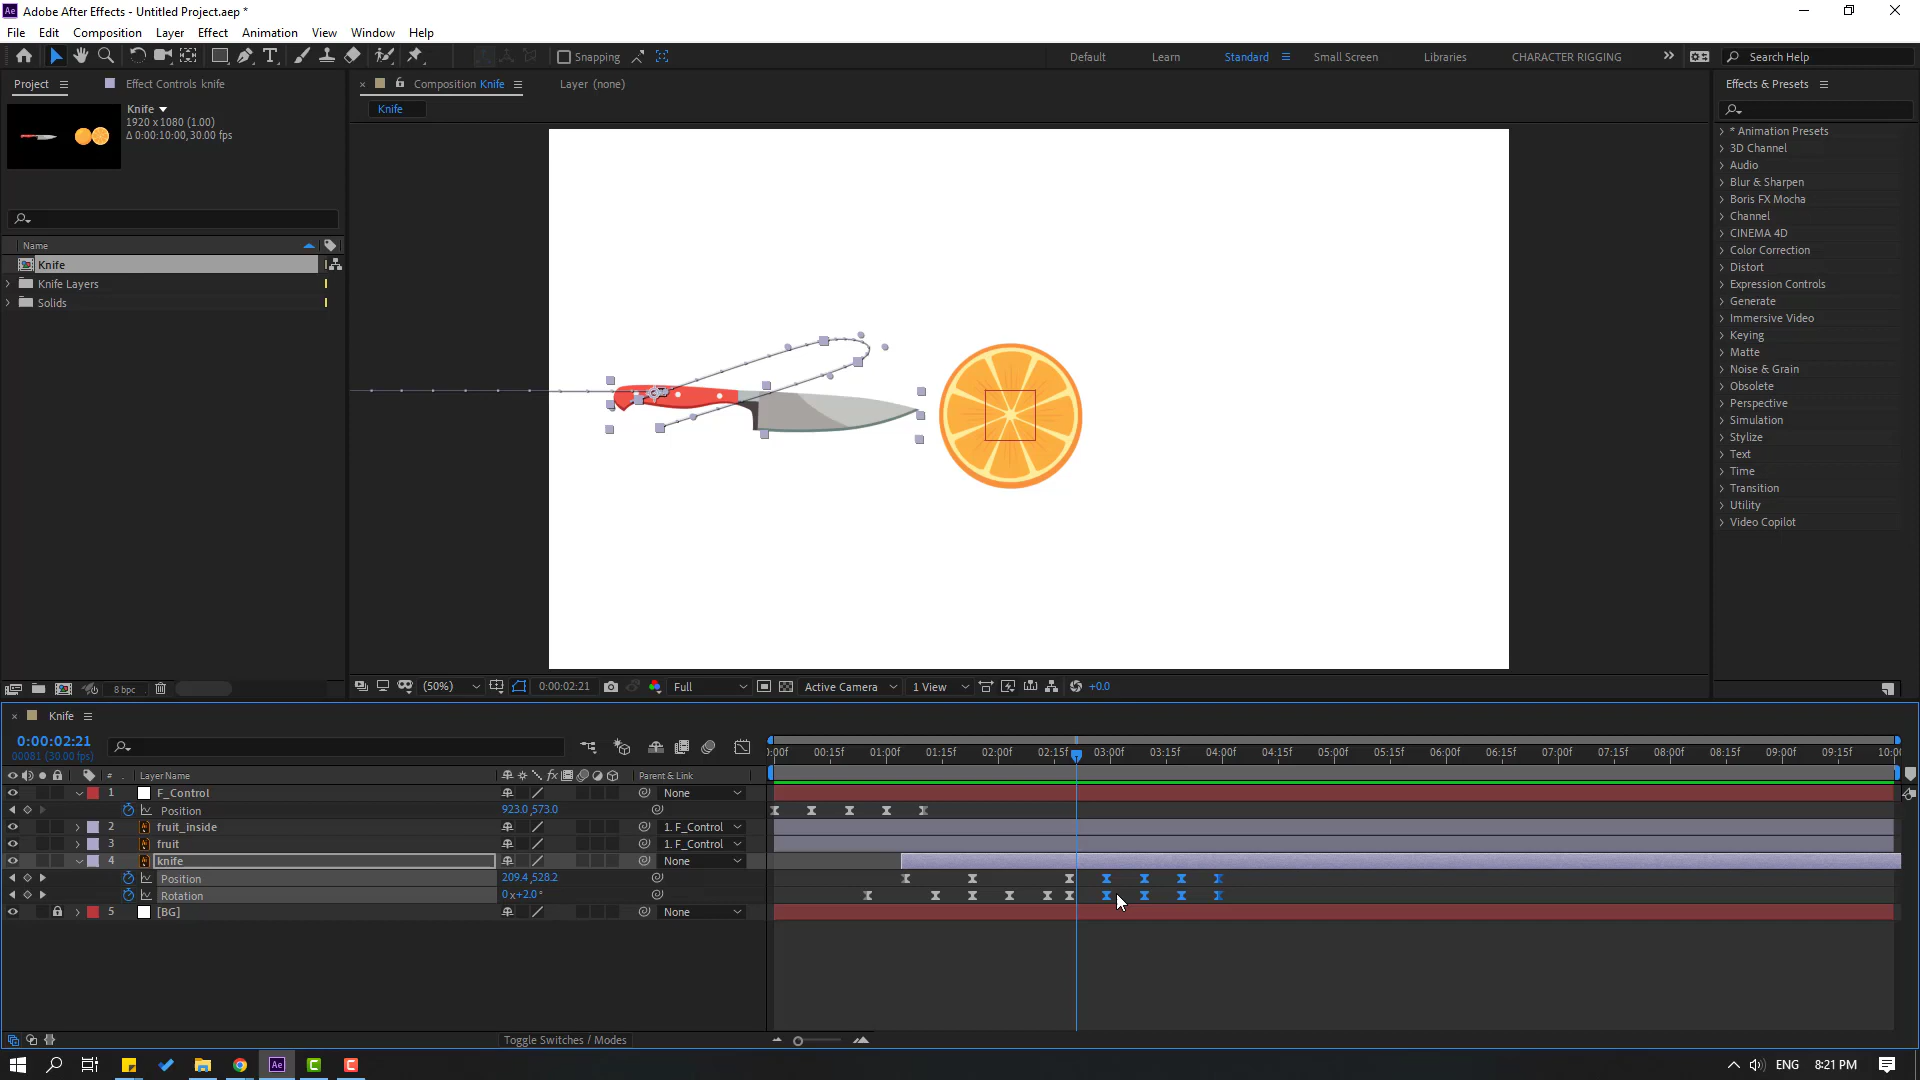 Adobe After Effects - Untitled Project.aep *
File Edit Composition Layer Effect Animation View Window Help
Snapping
Default Learn Standard Small Screen Libraries CHARACTER RIGGING Search Help
Project Effect Controls knife
Composition Knife Layer (none) Effects & Presets
Knife
1920 x 1080 (1.00)
Δ 0:00:10:00, 30.00 fps
Knife
* Animation Presets
3D Channel
Audio
Blur & Sharpen
Boris FX Mocha
Channel
CINEMA 4D
Color Correction
Distort
Expression Controls
Generate
Immersive Video
Keying
Matte
Noise & Grain
Obsolete
Perspective
Simulation
Stylize
Text
Time
Transition
Utility
Video Copilot
Name
Knife
Knife Layers
Solids
8 bpc
(50%) 0:00:02:21 Full Active Camera 1 View +0.0
Knife
0:00:02:21
00081 (30.00 fps)
:00f 00:15f 01:00f 01:15f 02:00f 02:15f 03:00f 03:15f 04:00f 04:15f 05:00f 05:15f 06:00f 06:15f 07:00f 07:15f 08:00f 08:15f 09:00f 09:15f 10:0
# Layer Name fx Parent & Link
1 F_Control None
Position 923.0,573.0
2 fruit_inside 1. F_Control
3 fruit 1. F_Control
4 knife None
Position 209.4,528.2
Rotation 0x+2.0°
5 [BG] None
Toggle Switches / Modes
Ae ENG 8:21 PM